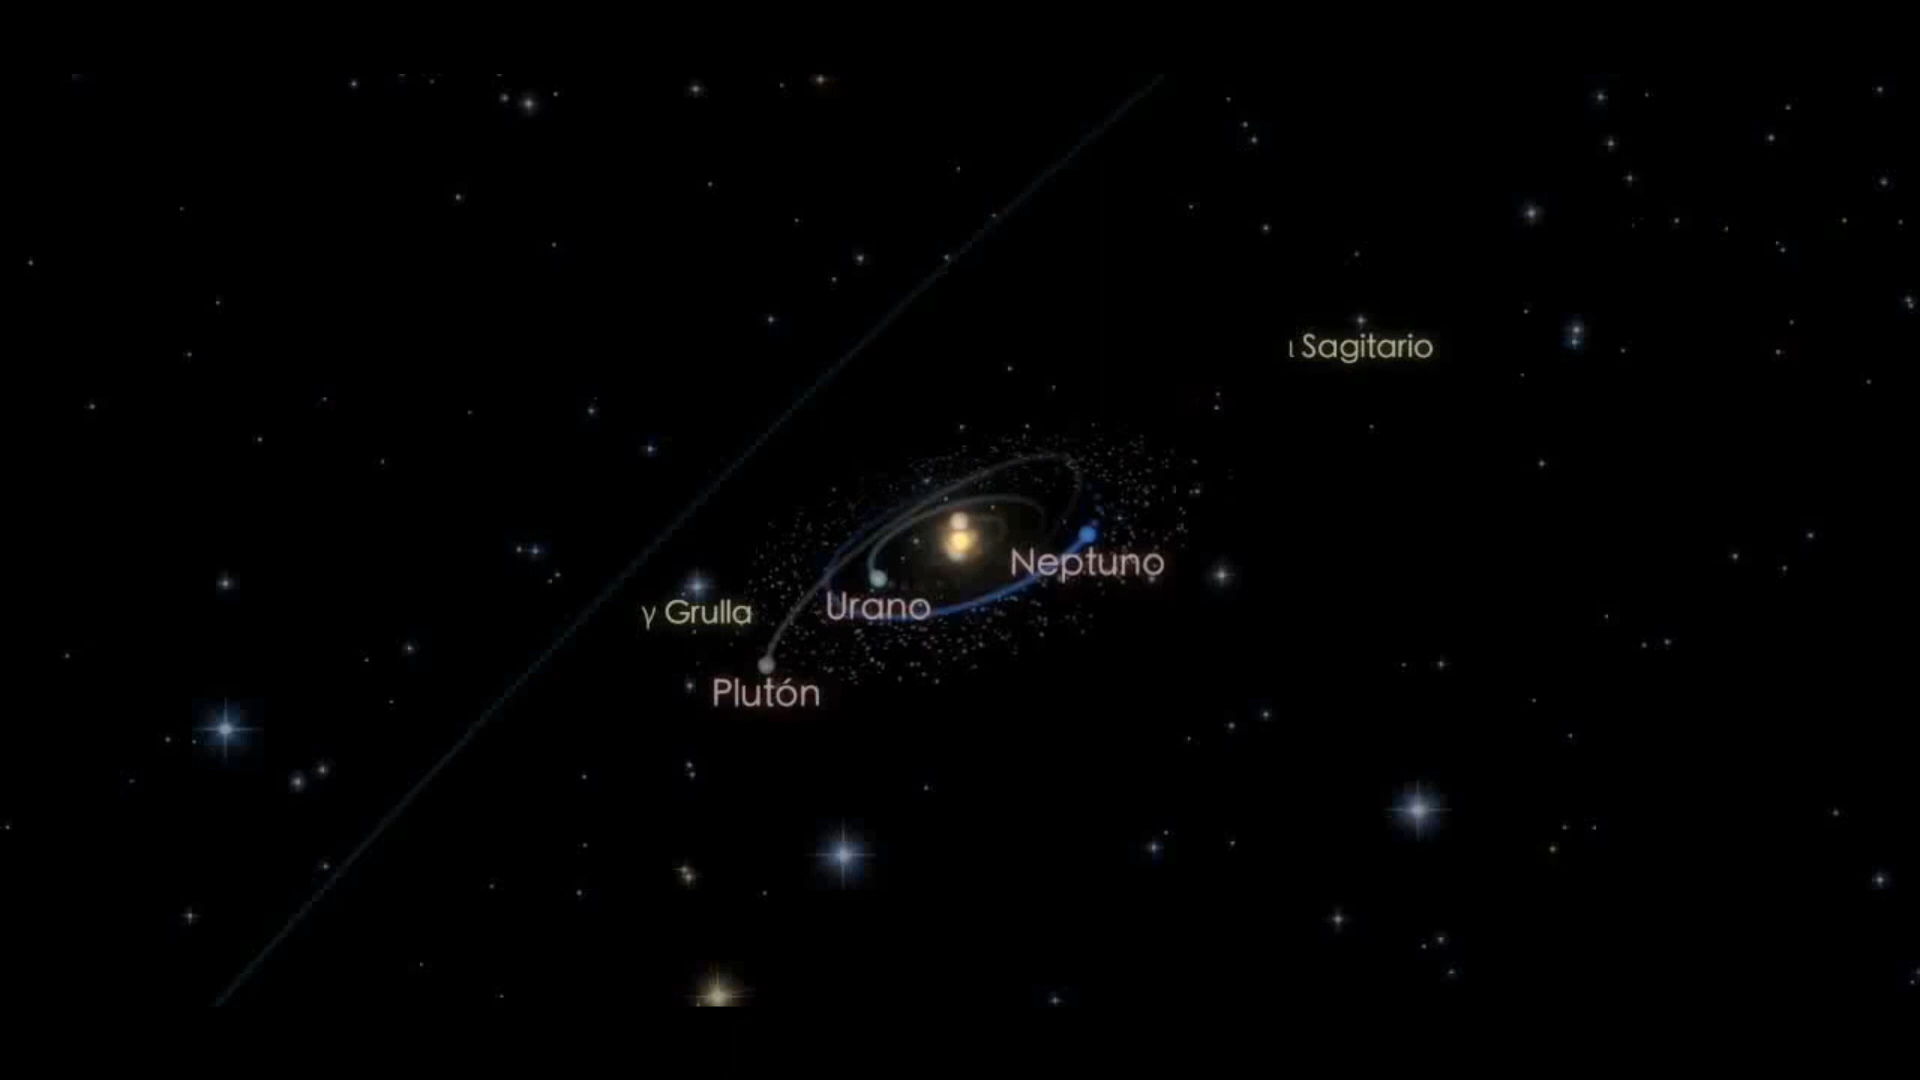 ι Sagitario
Neptuno
Urano
γ Grulla
Plutón